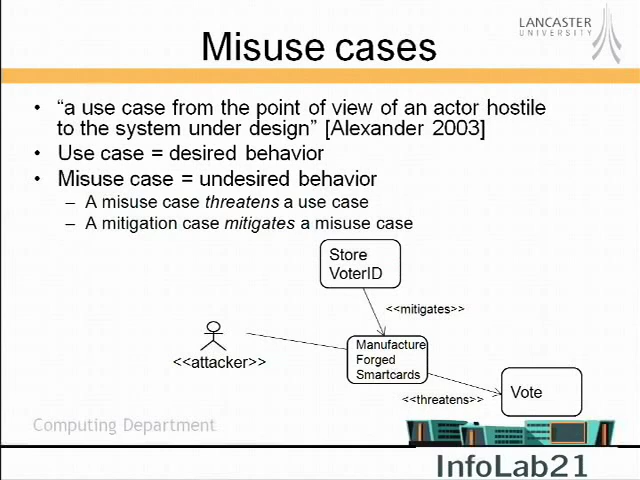 LANCASTER
UNIVERSITY
Misuse cases
• “a use case from the point of view of an actor hostile
to the system under design” [Alexander 2003]
• Use case = desired behavior
• Misuse case = undesired behavior
– A misuse case threatens a use case
– A mitigation case mitigates a misuse case
Store
VoterID
<<mitigates>>
Manufacture
Forged
Smartcards
<<attacker>>
<<threatens>>
Vote
Computing Department
InfoLab21